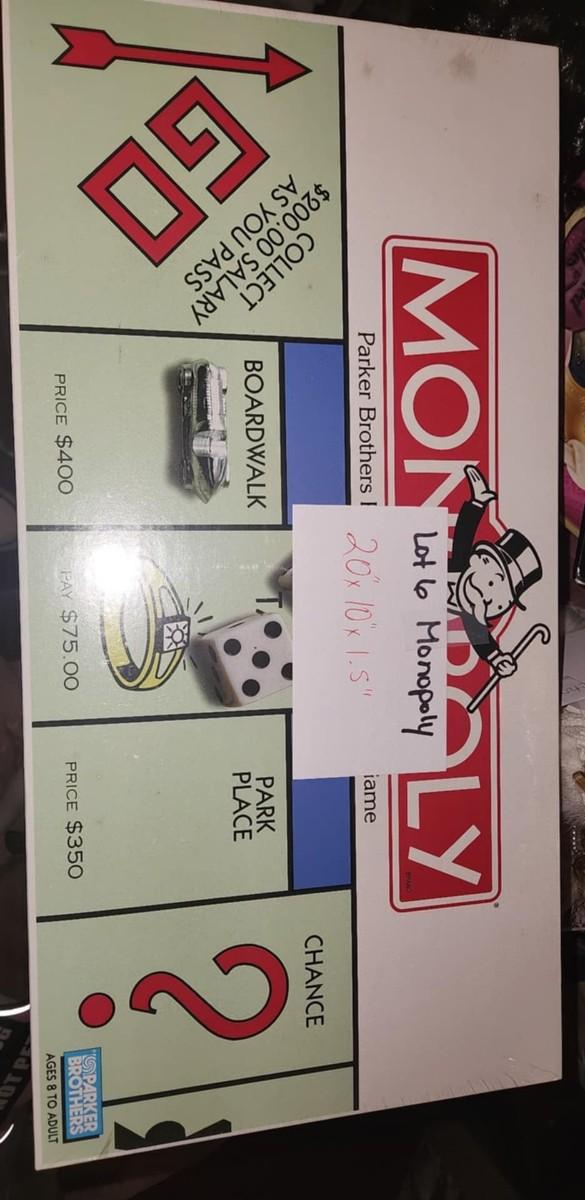 MONOPOLY
Parker Brothers
Game
Lot 6 Monopoly
20" x 10" x 1.5"
GO
COLLECT
$200.00 SALARY
AS YOU PASS
BOARDWALK
PRICE $400
PAY $75.00
PARK
PLACE
PRICE $350
CHANCE
?
PARKER
BROTHERS
AGES 8 TO ADULT